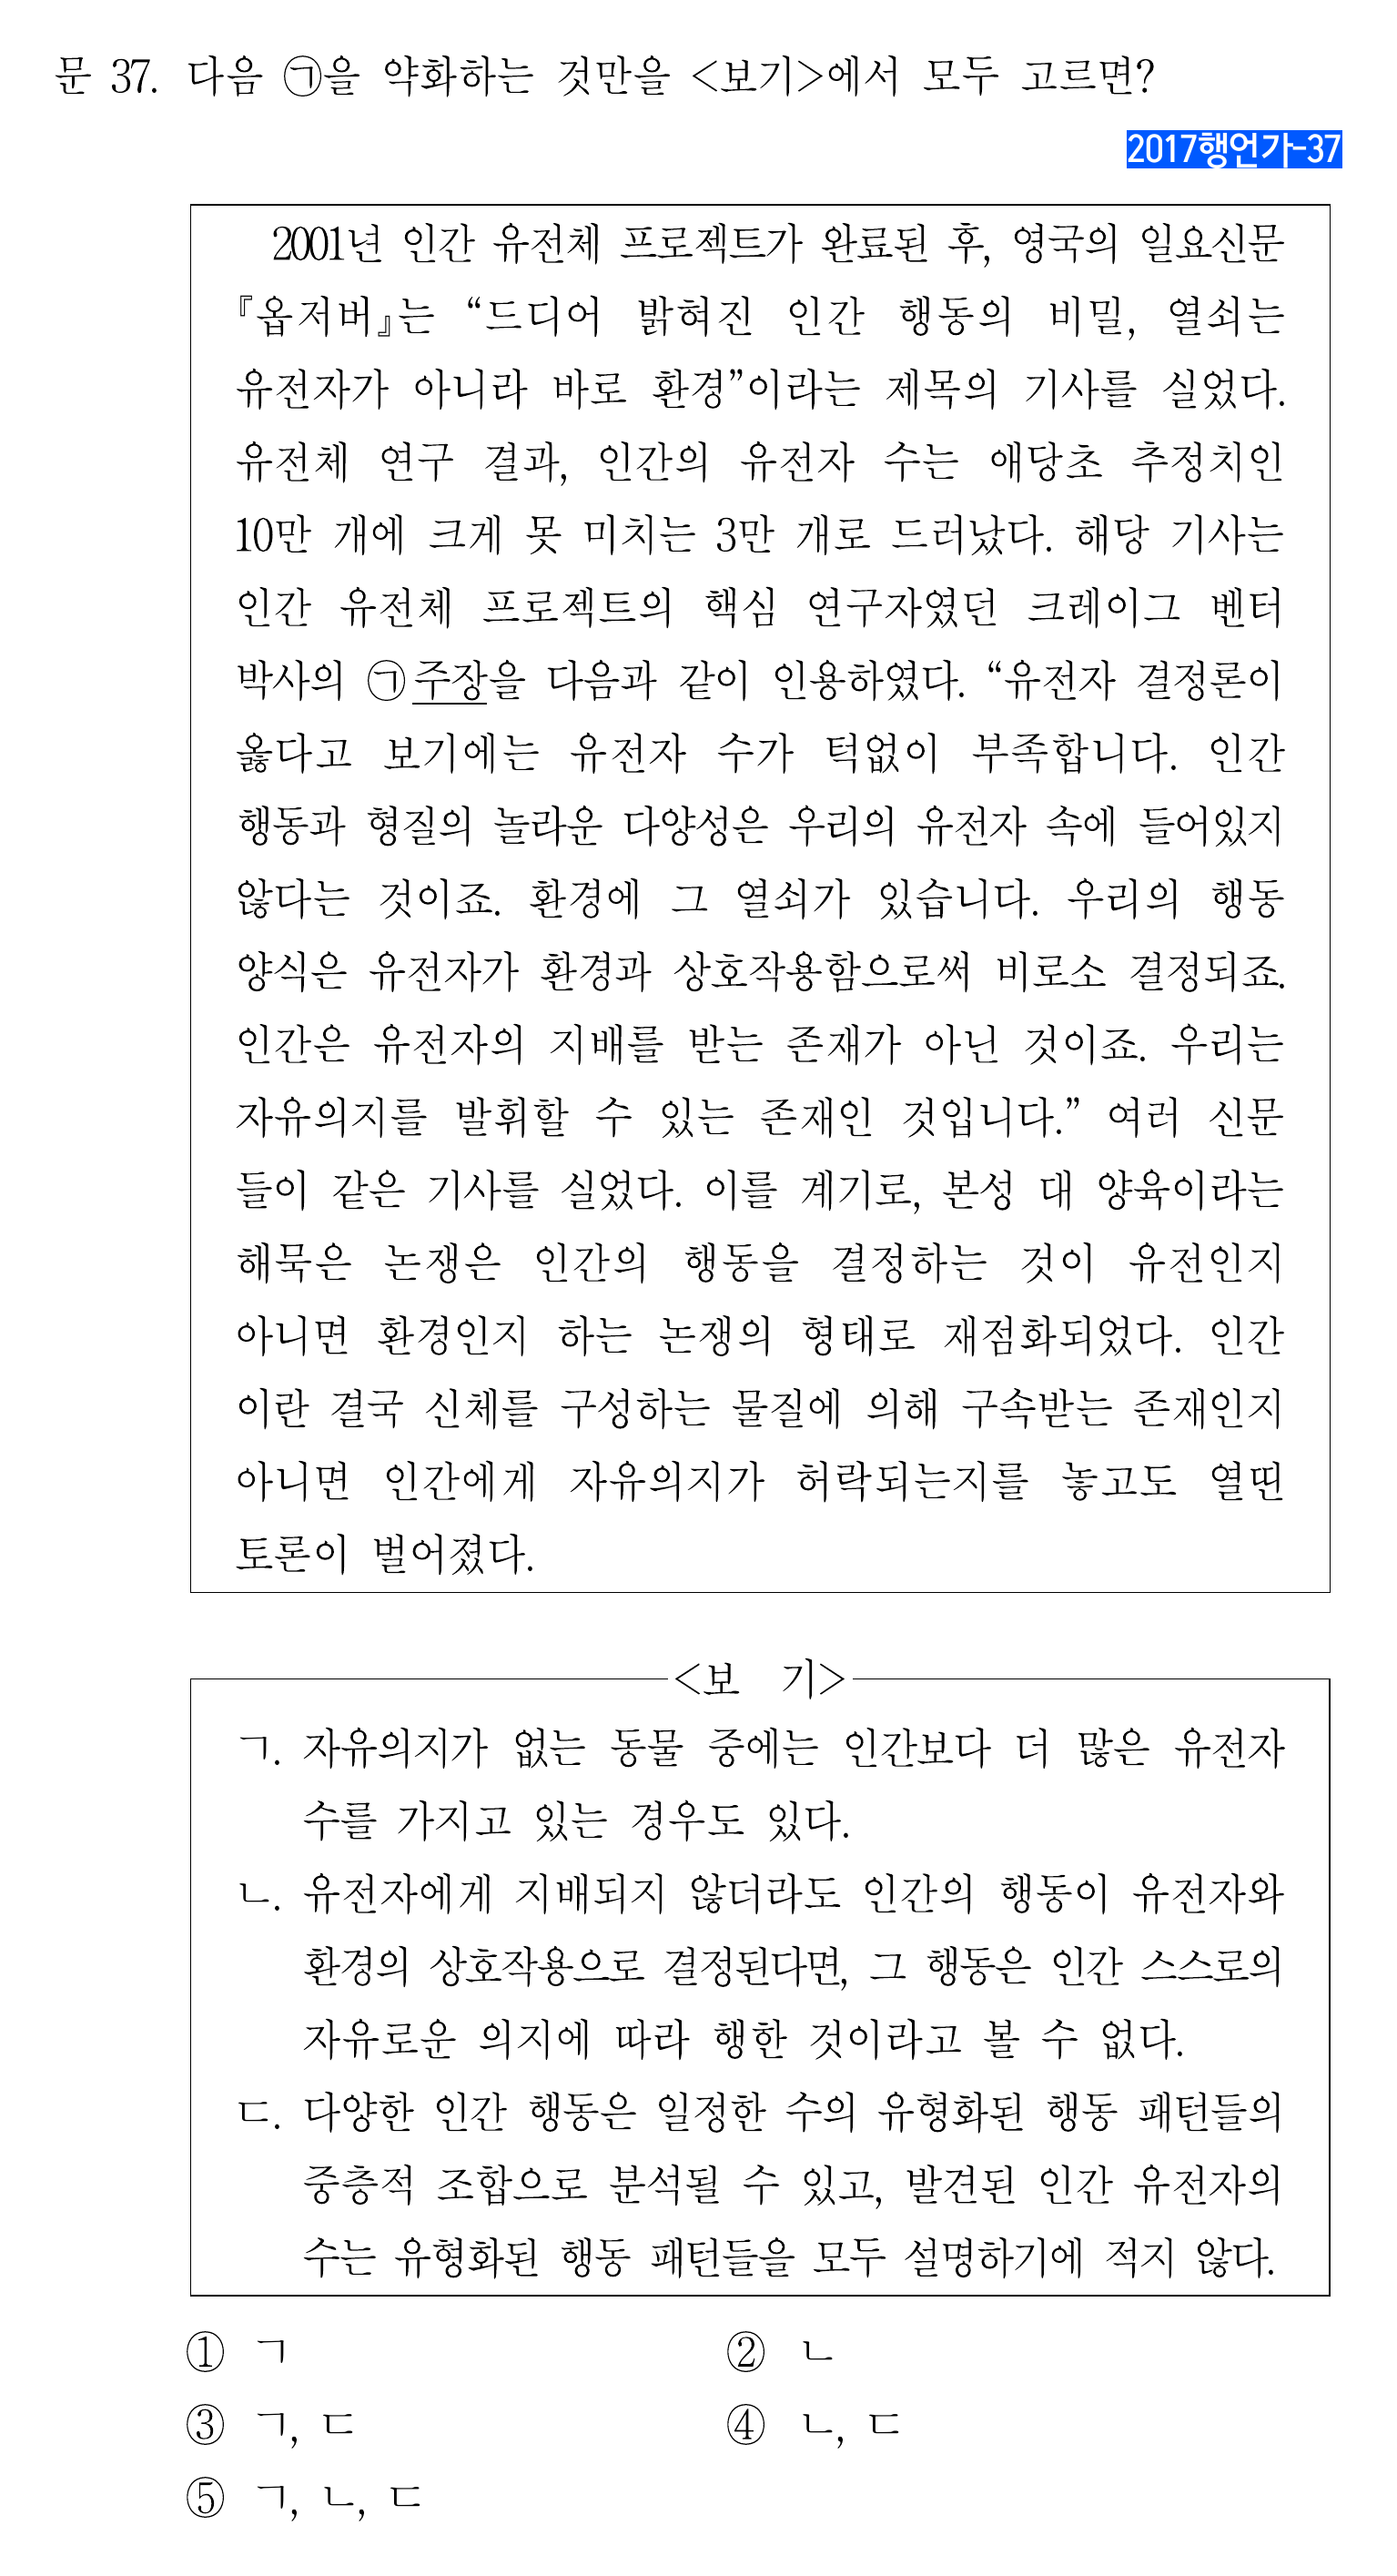 문 37. 다음 ㉠을 약화하는 것만을 <보기>에서 모두 고르면?
2017행언가-37
2001년 인간 유전체 프로젝트가 완료된 후, 영국의 일요신문
『옵저버』는 “드디어 밝혀진 인간 행동의 비밀, 열쇠는
유전자가 아니라 바로 환경”이라는 제목의 기사를 실었다.
유전체 연구 결과, 인간의 유전자 수는 애당초 추정치인
10만 개에 크게 못 미치는 3만 개로 드러났다. 해당 기사는
인간 유전체 프로젝트의 핵심 연구자였던 크레이그 벤터
박사의 ㉠주장을 다음과 같이 인용하였다. “유전자 결정론이
옳다고 보기에는 유전자 수가 턱없이 부족합니다. 인간
행동과 형질의 놀라운 다양성은 우리의 유전자 속에 들어있지
않다는 것이죠. 환경에 그 열쇠가 있습니다. 우리의 행동
양식은 유전자가 환경과 상호작용함으로써 비로소 결정되죠.
인간은 유전자의 지배를 받는 존재가 아닌 것이죠. 우리는
자유의지를 발휘할 수 있는 존재인 것입니다.” 여러 신문
들이 같은 기사를 실었다. 이를 계기로, 본성 대 양육이라는
해묵은 논쟁은 인간의 행동을 결정하는 것이 유전인지
아니면 환경인지 하는 논쟁의 형태로 재점화되었다. 인간
이란 결국 신체를 구성하는 물질에 의해 구속받는 존재인지
아니면 인간에게 자유의지가 허락되는지를 놓고도 열띤
토론이 벌어졌다.
<보 기>
ㄱ. 자유의지가 없는 동물 중에는 인간보다 더 많은 유전자
수를 가지고 있는 경우도 있다.
ㄴ. 유전자에게 지배되지 않더라도 인간의 행동이 유전자와
환경의 상호작용으로 결정된다면, 그 행동은 인간 스스로의
자유로운 의지에 따라 행한 것이라고 볼 수 없다.
ㄷ. 다양한 인간 행동은 일정한 수의 유형화된 행동 패턴들의
중층적 조합으로 분석될 수 있고, 발견된 인간 유전자의
수는 유형화된 행동 패턴들을 모두 설명하기에 적지 않다.
① ㄱ ② ㄴ
③ ㄱ, ㄷ ④ ㄴ, ㄷ
⑤ ㄱ, ㄴ, ㄷ